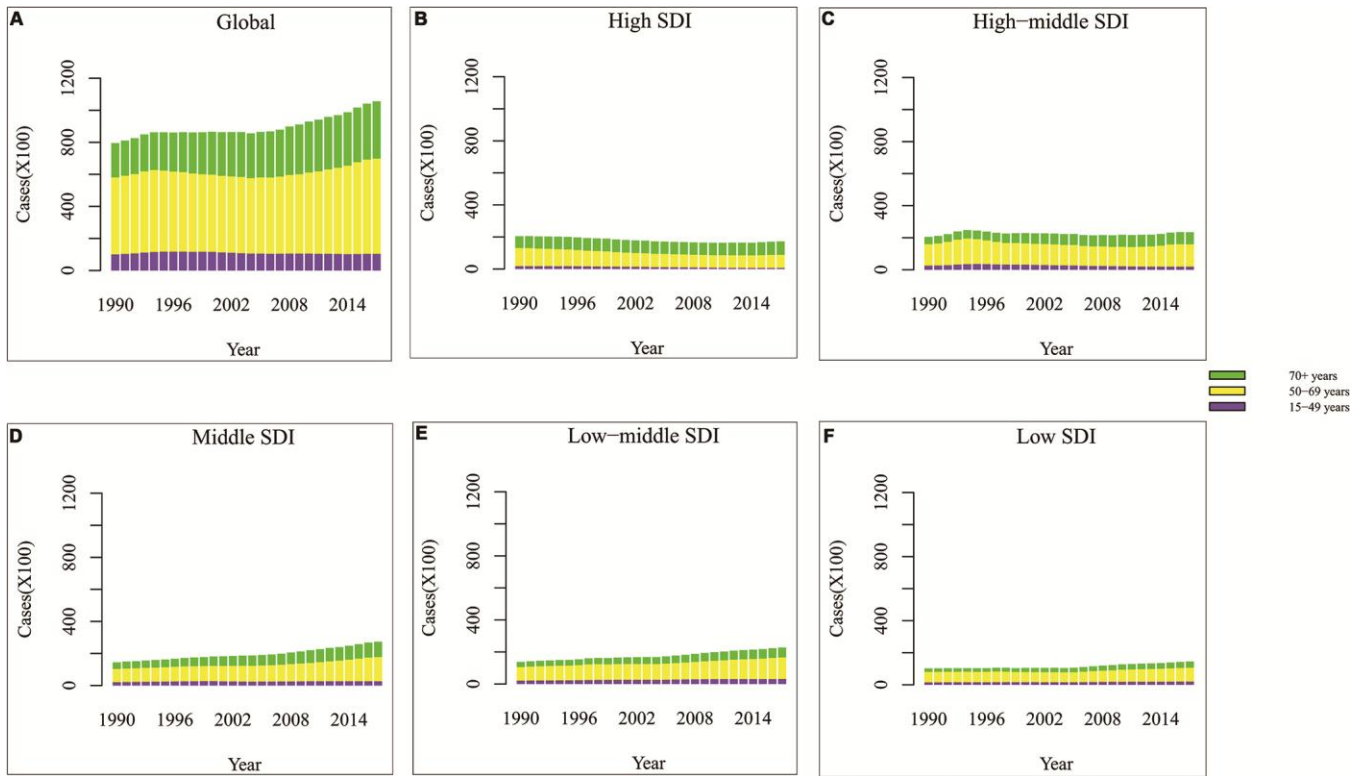 A
Global
Cases(X100)
1200
800
400
0
1990 1996 2002 2008 2014
Year
B
High SDI
Cases(X100)
1200
800
400
0
1990 1996 2002 2008 2014
Year
C
High−middle SDI
Cases(X100)
1200
800
400
0
1990 1996 2002 2008 2014
Year
70+ years
50−69 years
15−49 years
D
Middle SDI
Cases(X100)
1200
800
400
0
1990 1996 2002 2008 2014
Year
E
Low−middle SDI
Cases(X100)
1200
800
400
0
1990 1996 2002 2008 2014
Year
F
Low SDI
Cases(X100)
1200
800
400
0
1990 1996 2002 2008 2014
Year